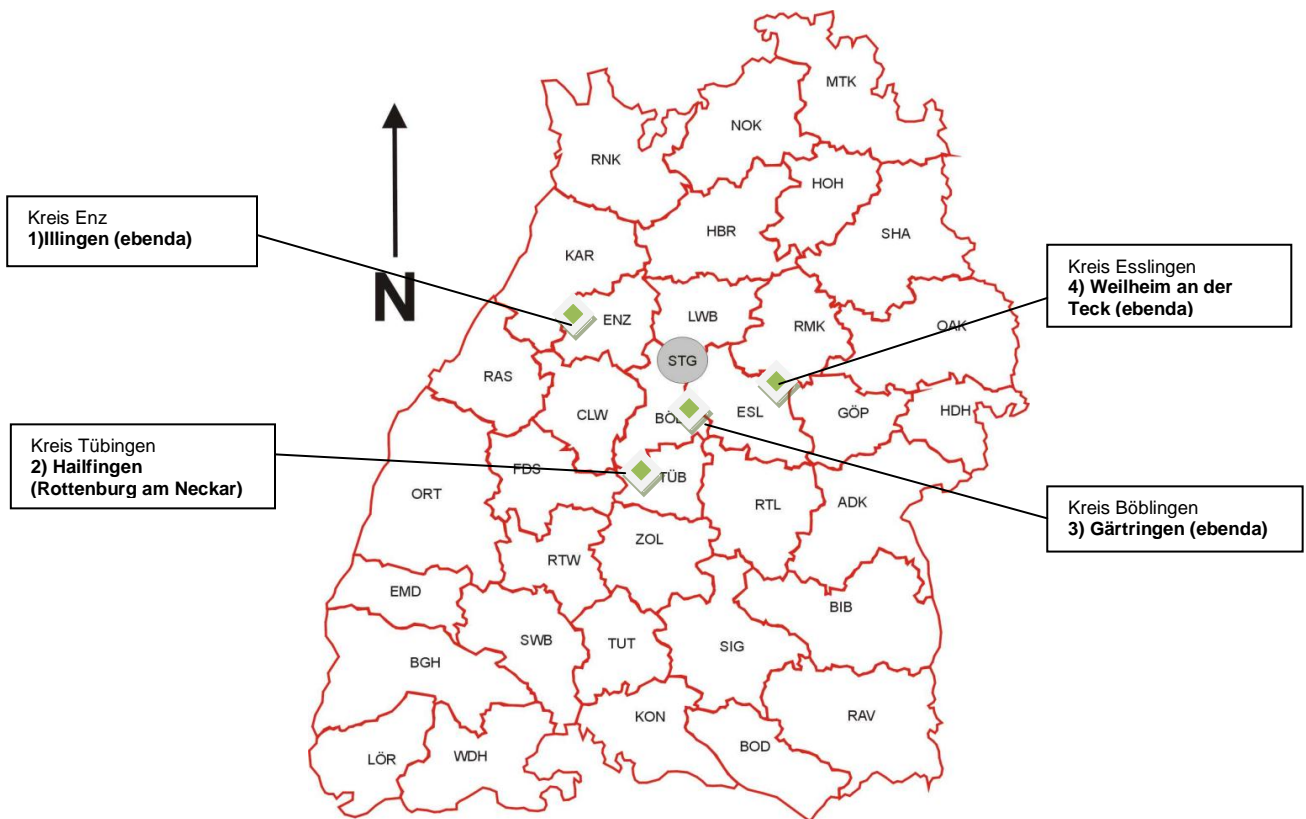 MTK
NOK
RNK
HOH
Kreis Enz
1)Illingen (ebenda)
HBR
SHA
KAR
Kreis Esslingen
4) Weilheim an der
Teck (ebenda)
N
ENZ
LWB
RMK
OAK
STG
RAS
CLW
BÖB
ESL
GÖP
HDH
Kreis Tübingen
2) Hailfingen
(Rottenburg am Neckar)
FDS
TÜB
ORT
RTL
ADK
Kreis Böblingen
3) Gärtringen (ebenda)
ZOL
RTW
EMD
BIB
SWB
TUT
SIG
BGH
KON
RAV
BOD
LÖR
WDH